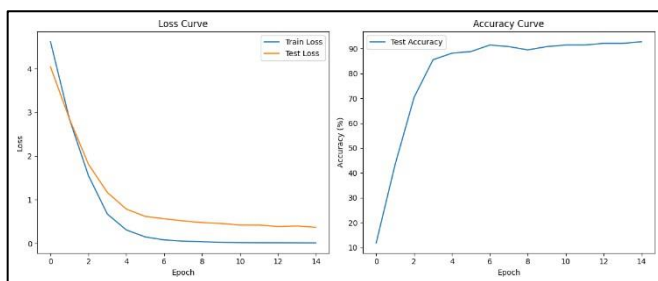 Loss Curve
Train Loss
Test Loss
4
3
2
1
0
Loss
0 2 4 6 8 10 12 14
Epoch
Accuracy Curve
Test Accuracy
90
80
70
60
50
40
30
20
10
Accuracy (%)
0 2 4 6 8 10 12 14
Epoch